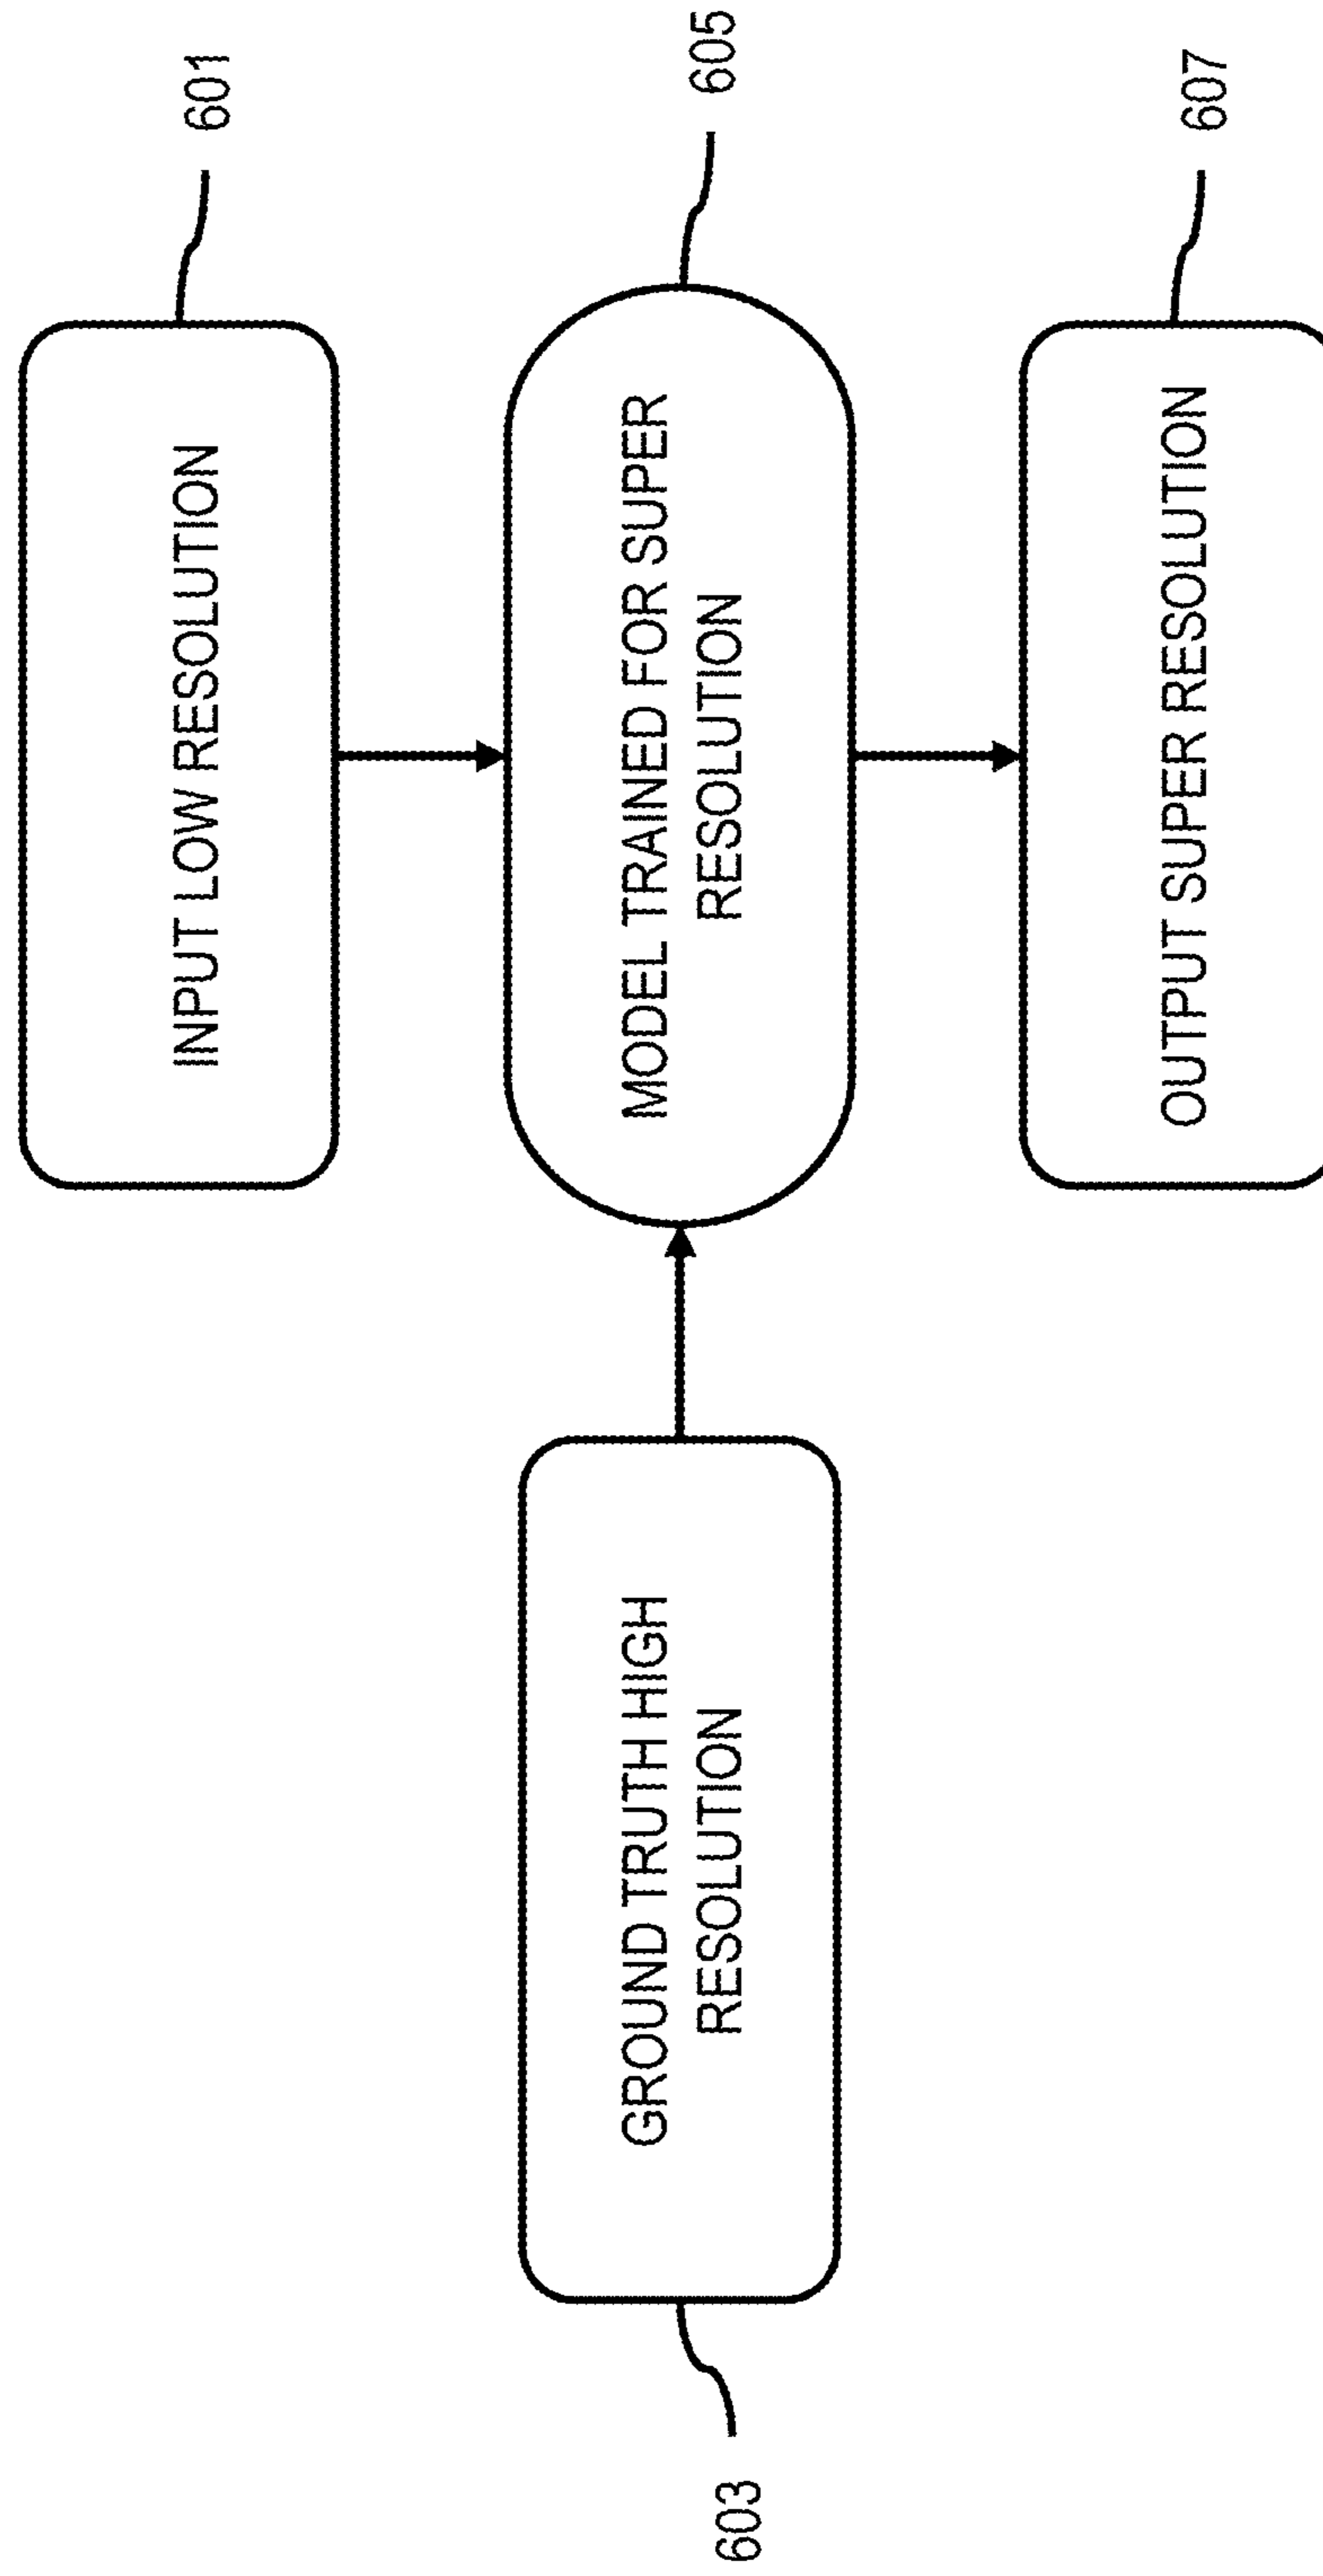 INPUT LOW RESOLUTION
601
MODEL TRAINED FOR SUPER
RESOLUTION
605
OUTPUT SUPER RESOLUTION
607
GROUND TRUTH HIGH
RESOLUTION
603